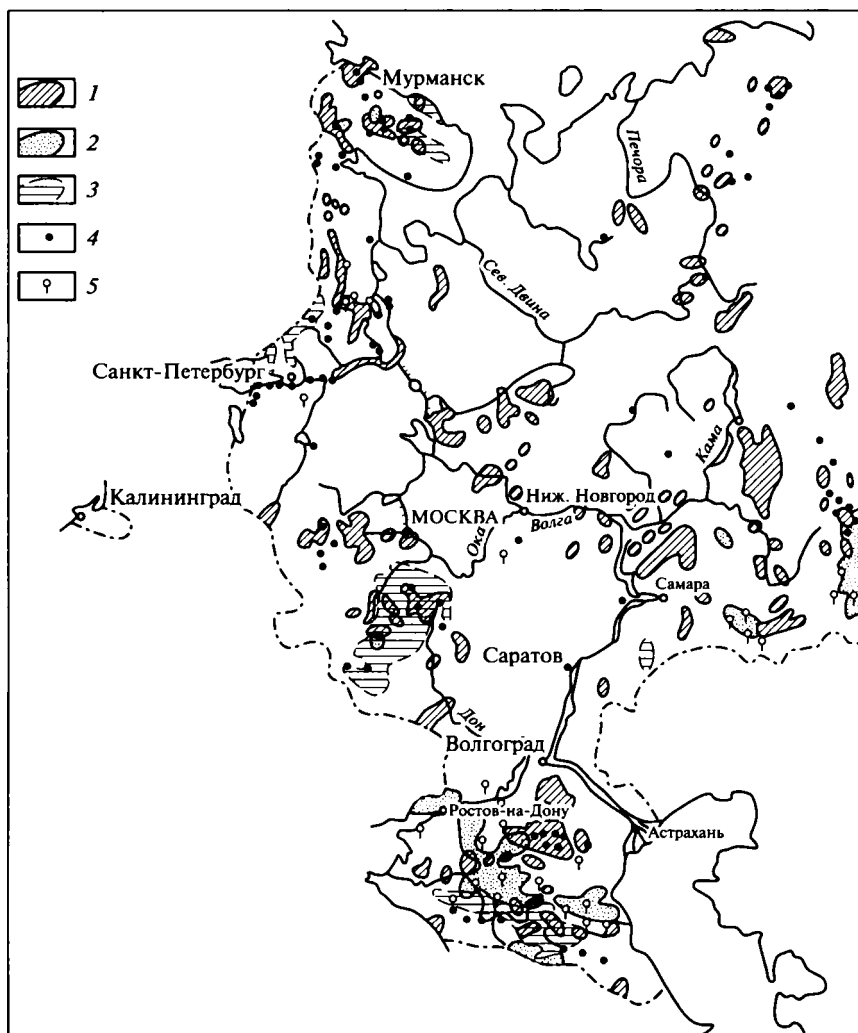 1
2
3
4
5
Мурманск
Печора
Сев. Двина
Санкт-Петербург
Кама
Калининград
МОСКВА
Ниж. Новгород
Ока
Волга
Самара
Саратов
Дон
Волгоград
Ростов-на-Дону
Астрахань